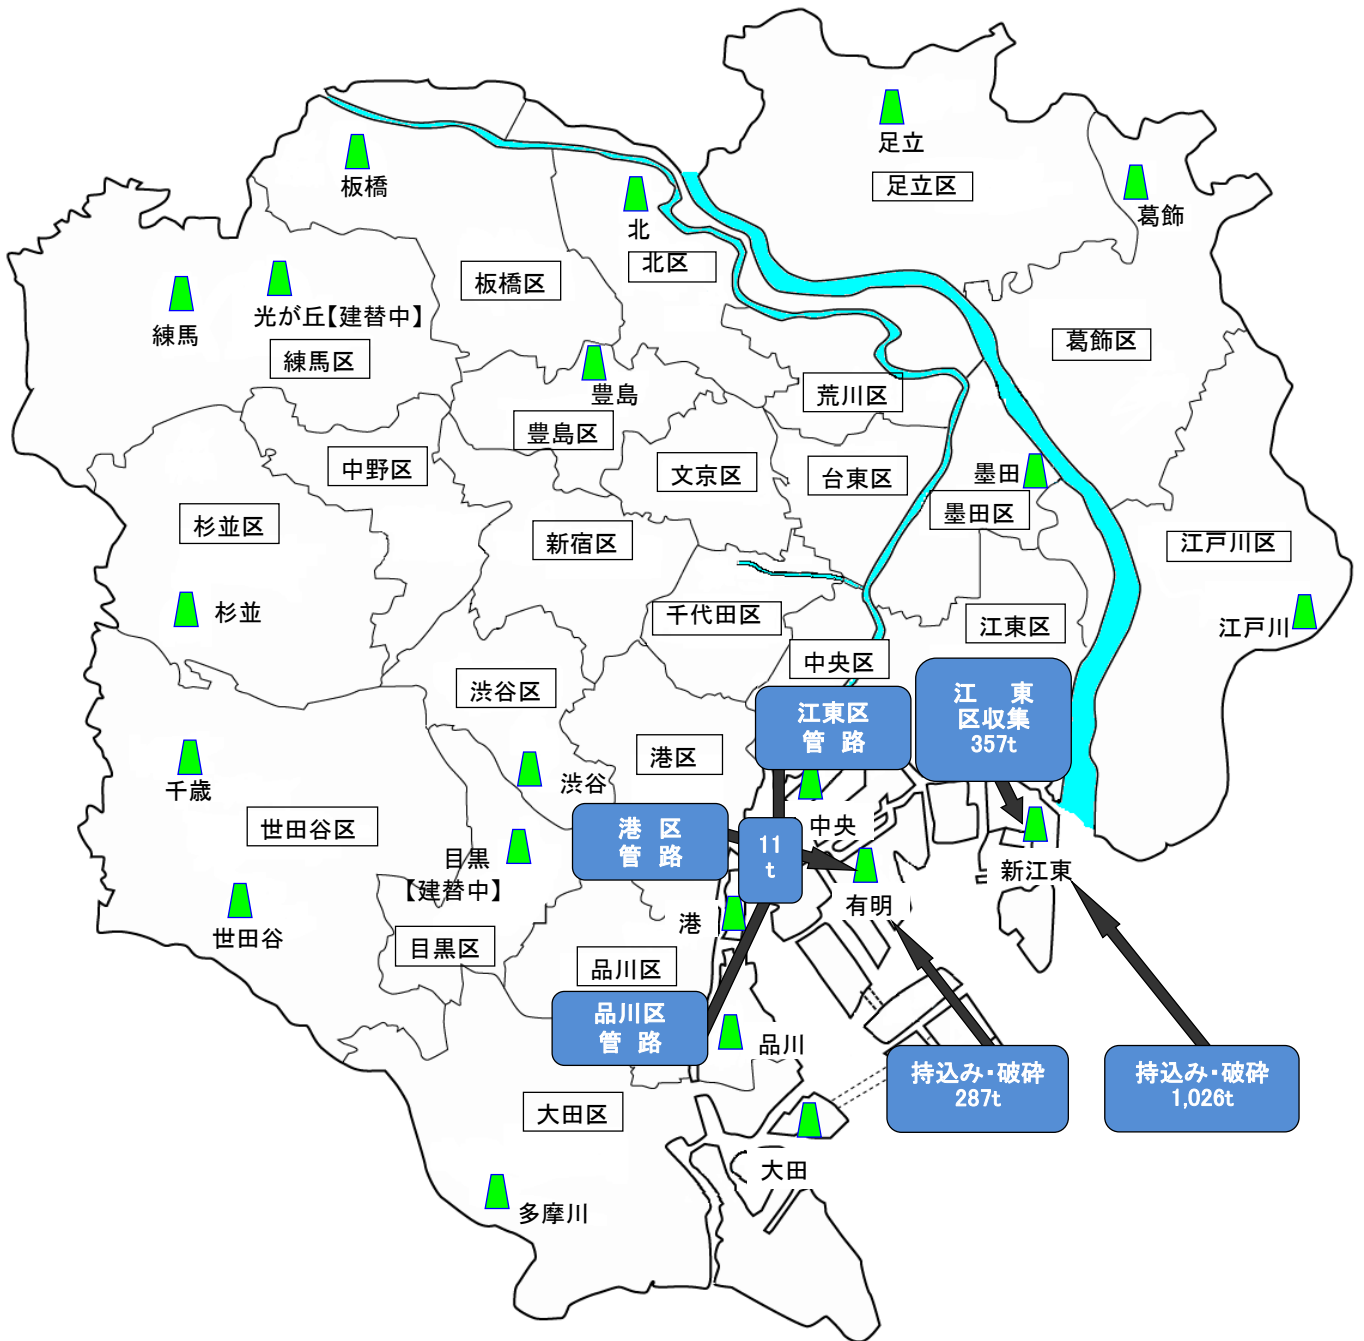 足立
足立区
板橋
葛飾
北
北区
板橋区
練馬
光が丘【建替中】
練馬区
葛飾区
豊島
荒川区
豊島区
中野区
文京区
台東区
墨田
墨田区
杉並区
新宿区
江戸川区
杉並
千代田区
江東区
江戸川
中央区
渋谷区
江東区
管 路
江 東
区収集
357t
港区
千歳
渋谷
世田谷区
港 区
管 路
11
t
中央
目黒
【建替中】
新江東
有明
世田谷
港
目黒区
品川区
品川区
管 路
品川
持込み・破砕
287t
持込み・破砕
1,026t
大田区
大田
多摩川